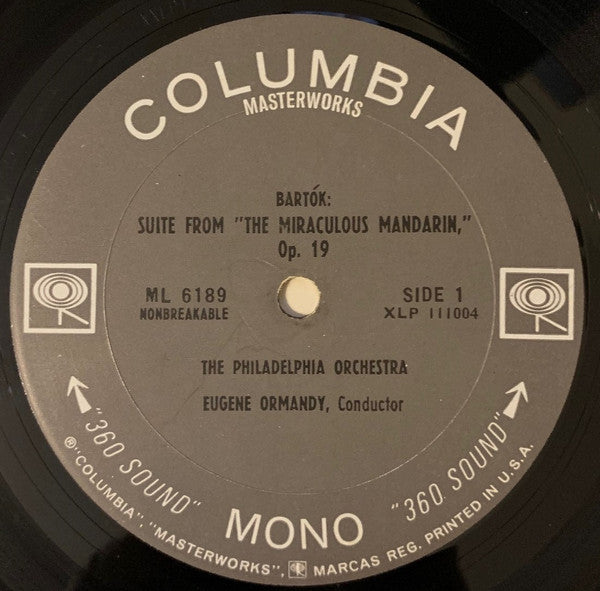 COLUMBIA
MASTERWORKS
BARTÓK:
SUITE FROM "THE MIRACULOUS MANDARIN,"
Op. 19
ML 6189
NONBREAKABLE
SIDE 1
XLP 111004
THE PHILADELPHIA ORCHESTRA
EUGENE ORMANDY, Conductor
"360 SOUND"
MONO
"360 SOUND"
®"COLUMBIA", "MASTERWORKS", MARCAS REG. PRINTED IN U.S.A.